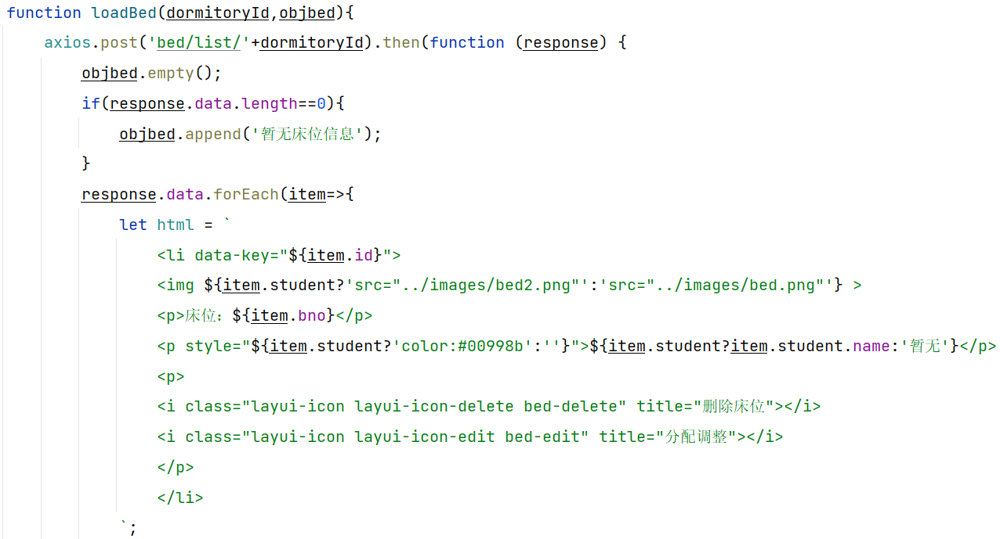 function loadBed(dormitoryId,objbed){
axios.post('bed/list/'+dormitoryId).then(function (response) {
objbed.empty();
if(response.data.length==0){
objbed.append('暂无床位信息');
}
response.data.forEach(item=>{
let html = `
<li data-key="${item.id}">
<img ${item.student?'src="../images/bed2.png"':'src="../images/bed.png"'} >
<p>床位：${item.bno}</p>
<p style="${item.student?'color:#00998b':''}">${item.student?item.student.name:'暂无'}</p>
<p>
<i class="layui-icon layui-icon-delete bed-delete" title="删除床位"></i>
<i class="layui-icon layui-icon-edit bed-edit" title="分配调整"></i>
</p>
</li>
`;